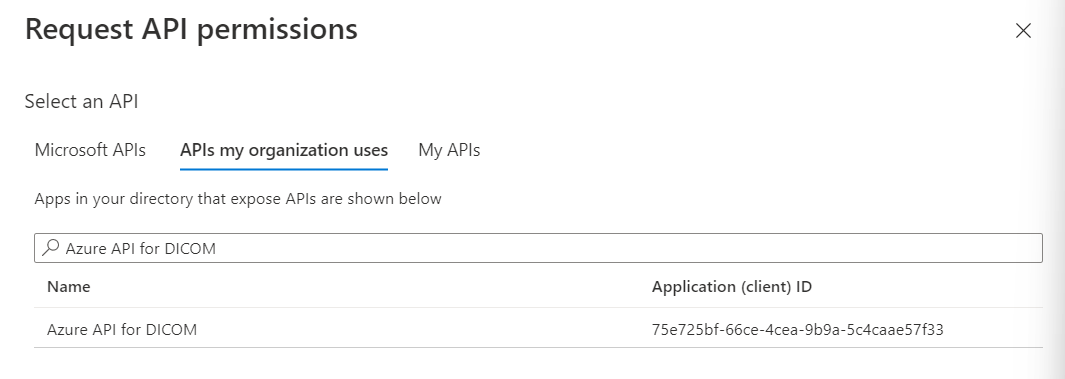 Request API permissions
Select an API
Microsoft APIs APIs my organization uses My APIs
Apps in your directory that expose APIs are shown below
Azure API for DICOM
Name Application (client) ID
Azure API for DICOM 75e725bf-66ce-4cea-9b9a-5c4caae57f33